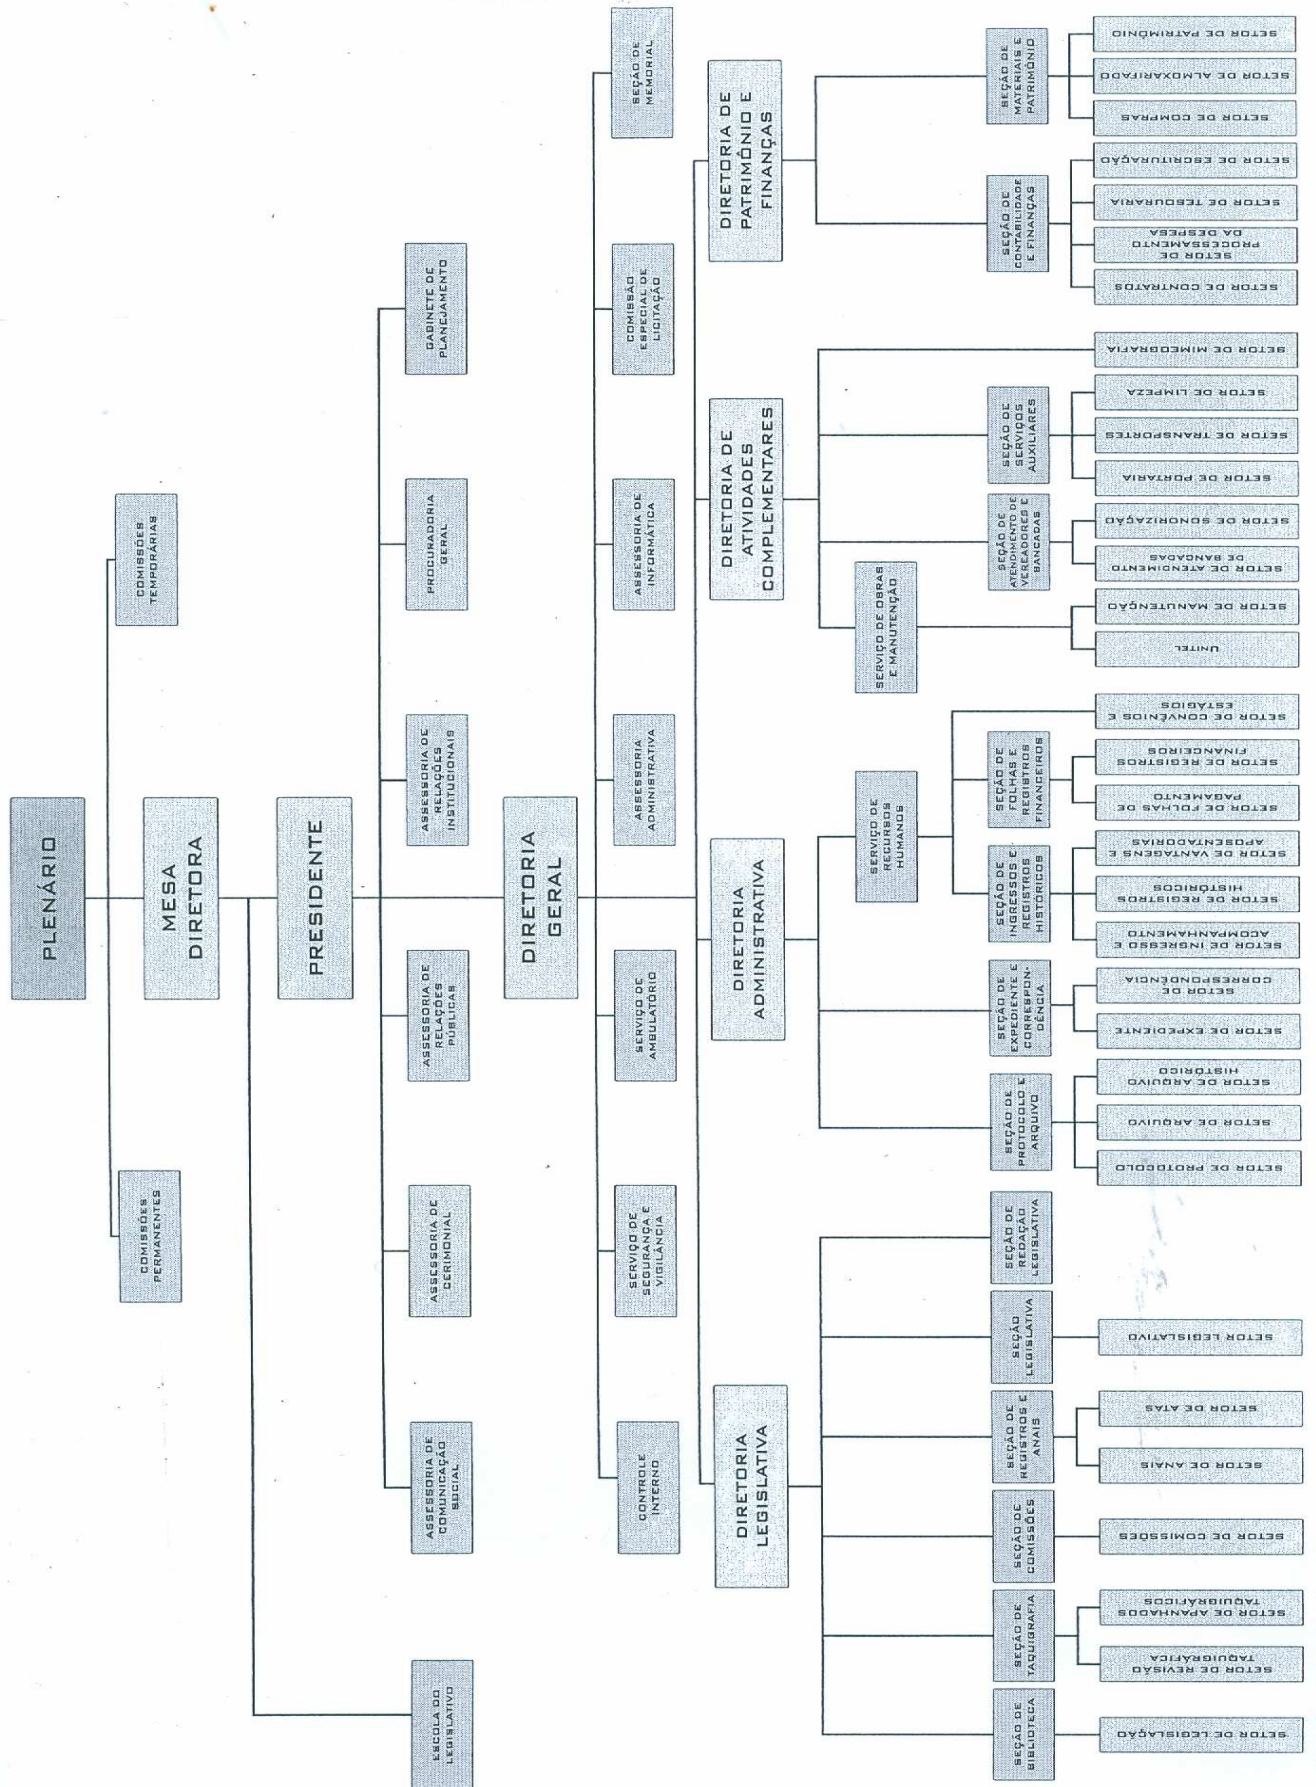 PLENÁRIO
COMISSÕES
PERMANENTES
COMISSÕES
TEMPORÁRIAS
MESA
DIRETORA
PRESIDENTE
ESCOLA DO
LEGISLATIVO
ASSESSORIA DE
COMUNICAÇÃO
SOCIAL
ASSESSORIA DE
CERIMONIAL
ASSESSORIA DE
RELAÇÕES
PÚBLICAS
ASSESSORIA DE
RELAÇÕES
INSTITUCIONAIS
PROCURADORIA
GERAL
GABINETE DE
PLANEJAMENTO
DIRETORIA
GERAL
CONTROLE
INTERNO
SERVIÇO DE
SEGURANÇA E
VIGILÂNCIA
SERVIÇO DE
AMBULATÓRIO
ASSESSORIA
ADMINISTRATIVA
ASSESSORIA DE
INFORMÁTICA
COMISSÃO
ESPECIAL DE
LICITAÇÃO
SEÇÃO DE
MEMORIAL
DIRETORIA
LEGISLATIVA
DIRETORIA
ADMINISTRATIVA
DIRETORIA DE
ATIVIDADES
COMPLEMENTARES
DIRETORIA DE
PATRIMÔNIO E
FINANÇAS
SERVIÇO DE
RECURSOS
HUMANOS
SERVIÇO DE OBRAS
E MANUTENÇÃO
SEÇÃO DE
BIBLIOTECA
SEÇÃO DE
TAQUIGRAFIA
SEÇÃO DE
COMISSÕES
SEÇÃO DE
REGISTROS E
ANAIS
SEÇÃO
LEGISLATIVA
SEÇÃO DE
REDAÇÃO
LEGISLATIVA
SEÇÃO DE
PROTOCOLO E
ARQUIVO
SEÇÃO DE
EXPEDIENTE E
CORRESPON-
DÊNCIA
SEÇÃO DE
INGRESSOS E
REGISTROS
HISTÓRICOS
SEÇÃO DE
FOLHAS E
REGISTROS
FINANCEIROS
SEÇÃO DE
ATENDIMENTO DE
VEREADORES E
BANCADAS
SEÇÃO DE
SERVIÇOS
AUXILIARES
SEÇÃO DE
CONTABILIDADE
E FINANÇAS
SEÇÃO DE
MATERIAIS E
PATRIMÔNIO
SETOR DE LEGISLAÇÃO
SETOR DE REVISÃO
TAQUIGRÁFICA
SETOR DE APANHADOS
TAQUIGRÁFICOS
SETOR DE COMISSÕES
SETOR DE ANAIS
SETOR DE ATAS
SETOR LEGISLATIVO
SETOR DE PROTOCOLO
SETOR DE ARQUIVO
SETOR DE ARQUIVO
HISTÓRICO
SETOR DE EXPEDIENTE
SETOR DE
CORRESPONDÊNCIA
SETOR DE INGRESSO E
ACOMPANHAMENTO
SETOR DE REGISTROS
HISTÓRICOS
SETOR DE VANTAGENS E
APOSENTADORIAS
SETOR DE FOLHAS DE
PAGAMENTO
SETOR DE REGISTROS
FINANCEIROS
SETOR DE CONVÊNIOS E
ESTÁGIOS
UNITEL
SETOR DE MANUTENÇÃO
SETOR DE ATENDIMENTO
DE BANCADAS
SETOR DE SONORIZAÇÃO
SETOR DE PORTARIA
SETOR DE TRANSPORTES
SETOR DE LIMPEZA
SETOR DE MIMEOGRAFIA
SETOR DE CONTRATOS
SETOR DE
PROCESSAMENTO
DA DESPESA
SETOR DE TESOURARIA
SETOR DE ESCRITURAÇÃO
SETOR DE COMPRAS
SETOR DE ALMOXARIFADO
SETOR DE PATRIMÔNIO